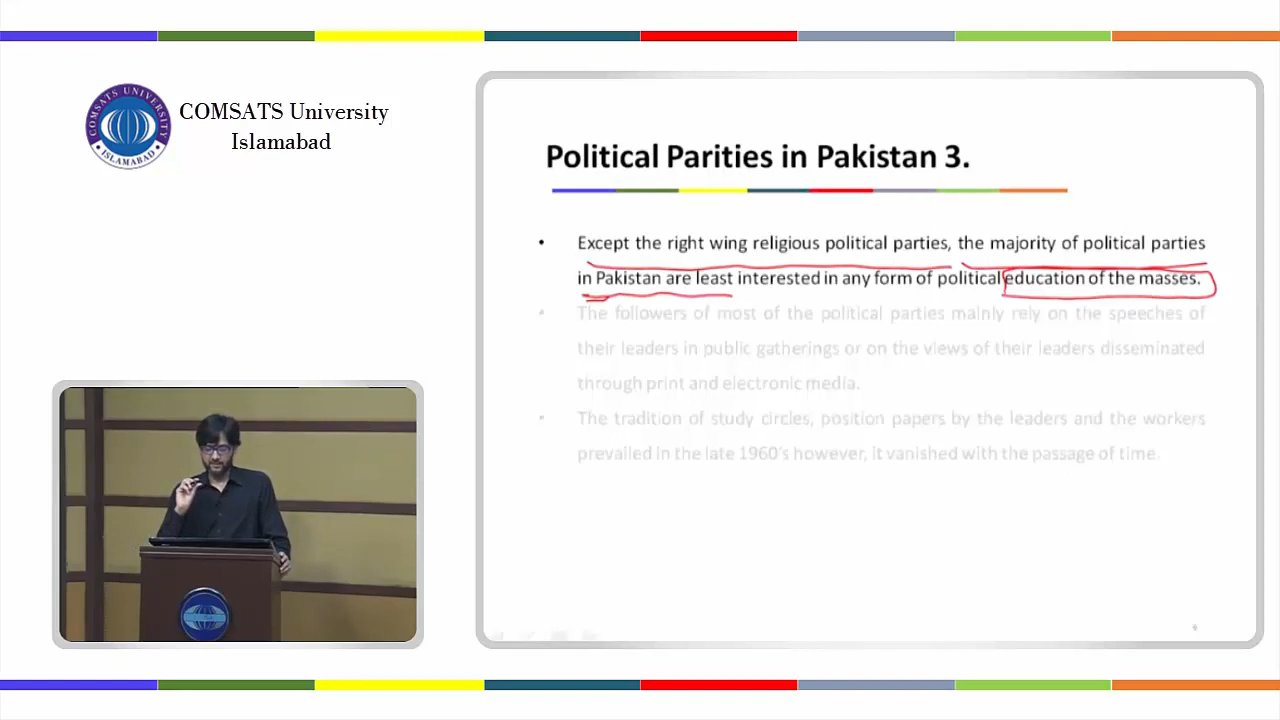 COMSATS University
Islamabad
COMSATS UNIVERSITY
ISLAMABAD
Political Parities in Pakistan 3.
• Except the right wing religious political parties, the majority of political parties
in Pakistan are least interested in any form of political education of the masses.
• The followers of most of the political parties mainly rely on the speeches of
their leaders in public gatherings or on the views of their leaders disseminated
through print and electronic media.
• The tradition of study circles, position papers by the leaders and the workers
prevailed in the late 1960's however, it vanished with the passage of time.
9